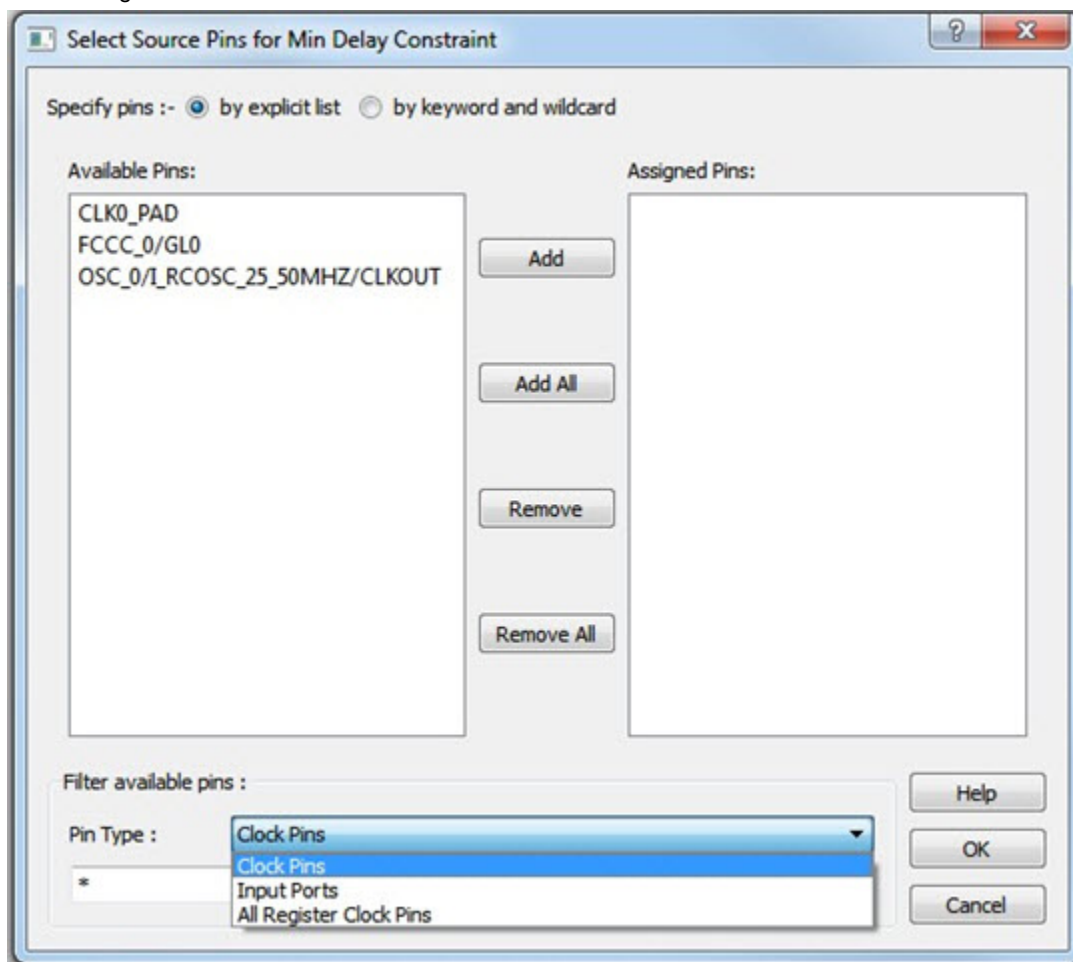 Select Source Pins for Min Delay Constraint
Specify pins :- by explicit list by keyword and wildcard
Available Pins:
Assigned Pins:
CLK0_PAD
FCCC_0/GL0
OSC_0/I_RCOSC_25_50MHZ/CLKOUT
Add
Add All
Remove
Remove All
Filter available pins :
Pin Type :
Clock Pins
Clock Pins
Input Ports
All Register Clock Pins
*
Help
OK
Cancel